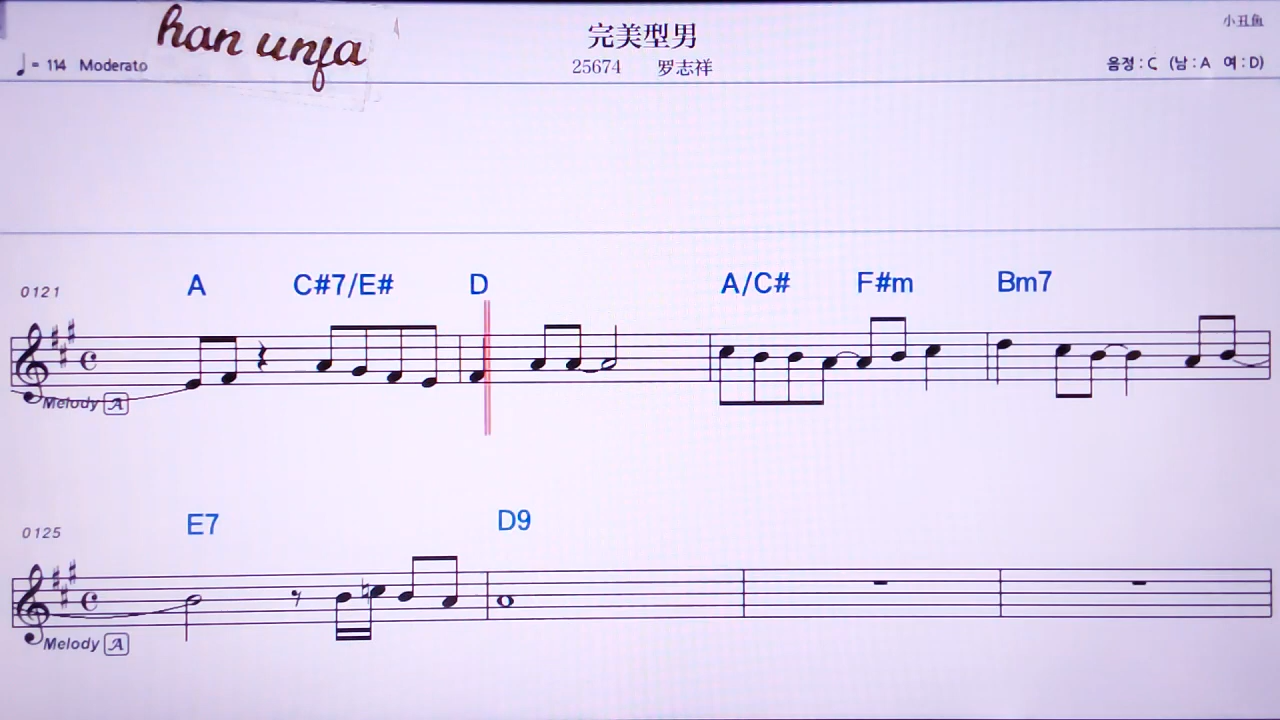 han unfa
完美型男
小丑鱼
♩= 114 Moderato
25674 罗志祥
음정 : C (남 : A 여 : D)
0121
A C#7/E# D A/C# F#m Bm7
Melody A
0125
E7 D9
Melody A